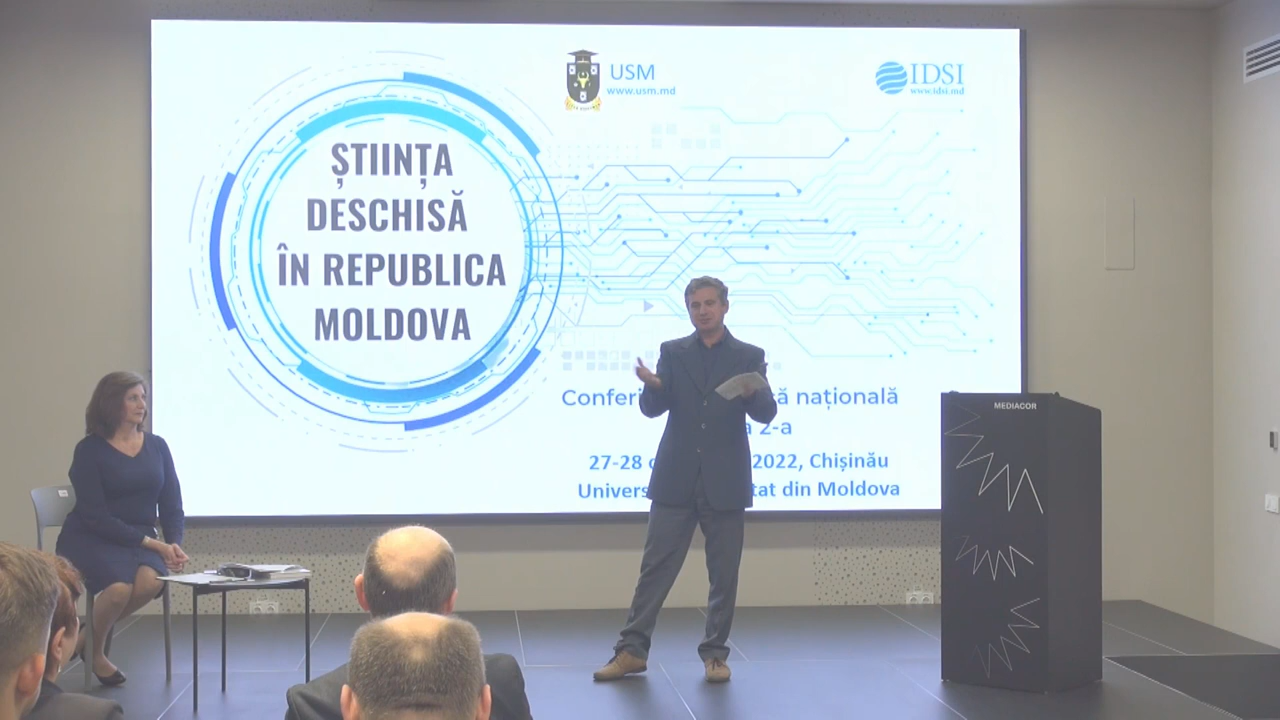 USM
www.usm.md
IDSI
www.idsi.md
ȘTIINȚA
DESCHISĂ
ÎN REPUBLICA
MOLDOVA
Confer ă națională
a 2-a
27-28 o 2022, Chișinău
Univers tat din Moldova
MEDIACOR